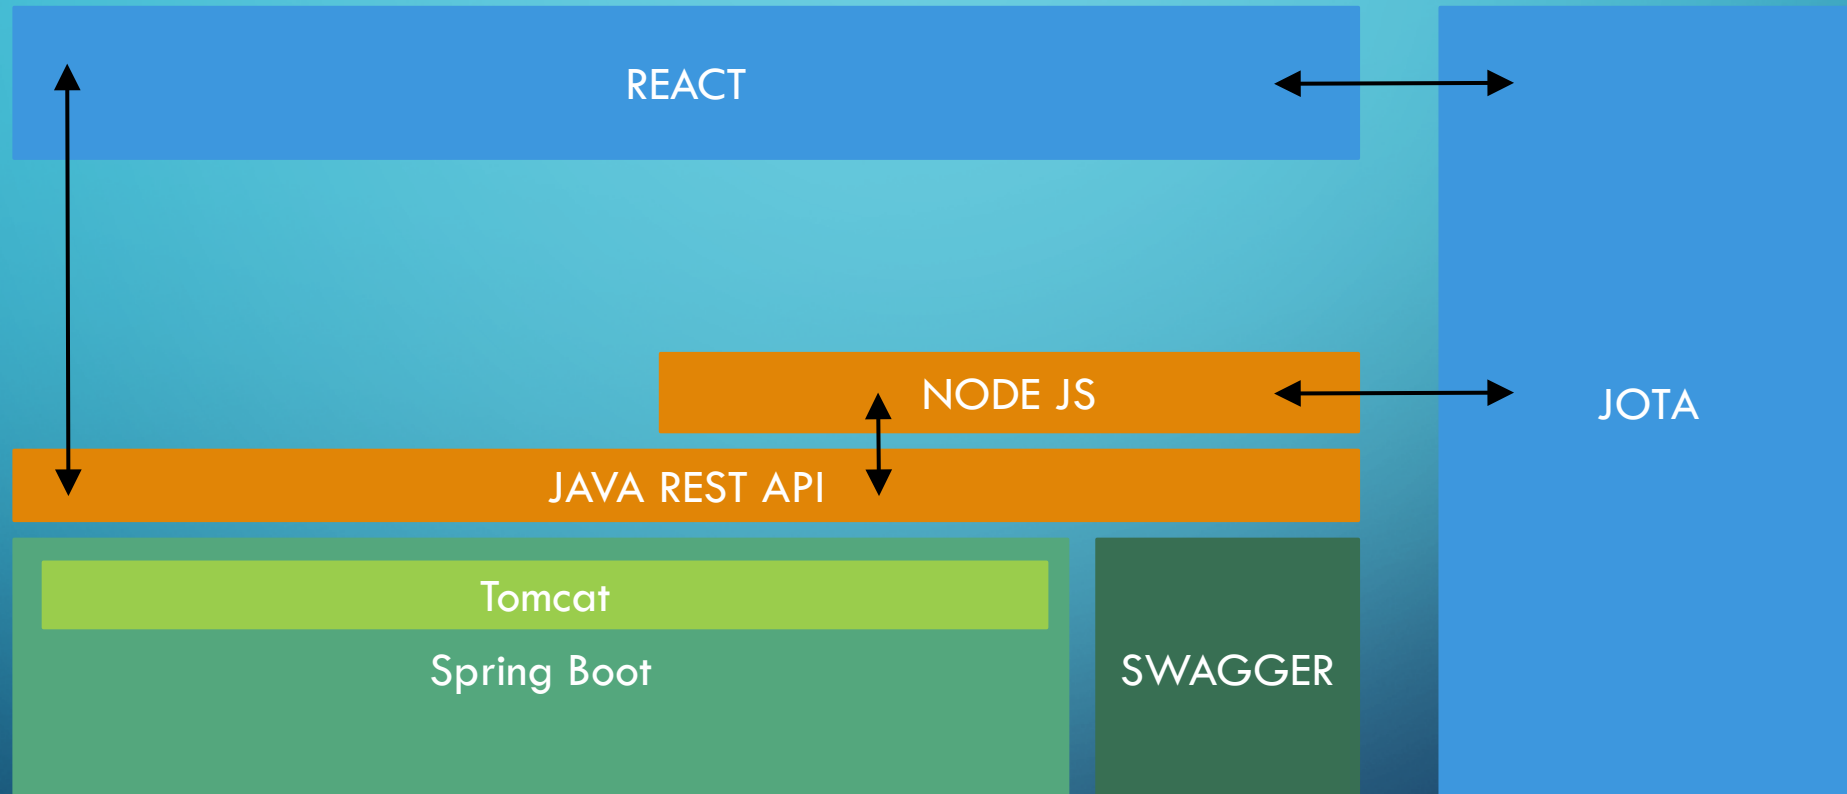 REACT
NODE JS
JOTA
JAVA REST API
Tomcat
Spring Boot
SWAGGER